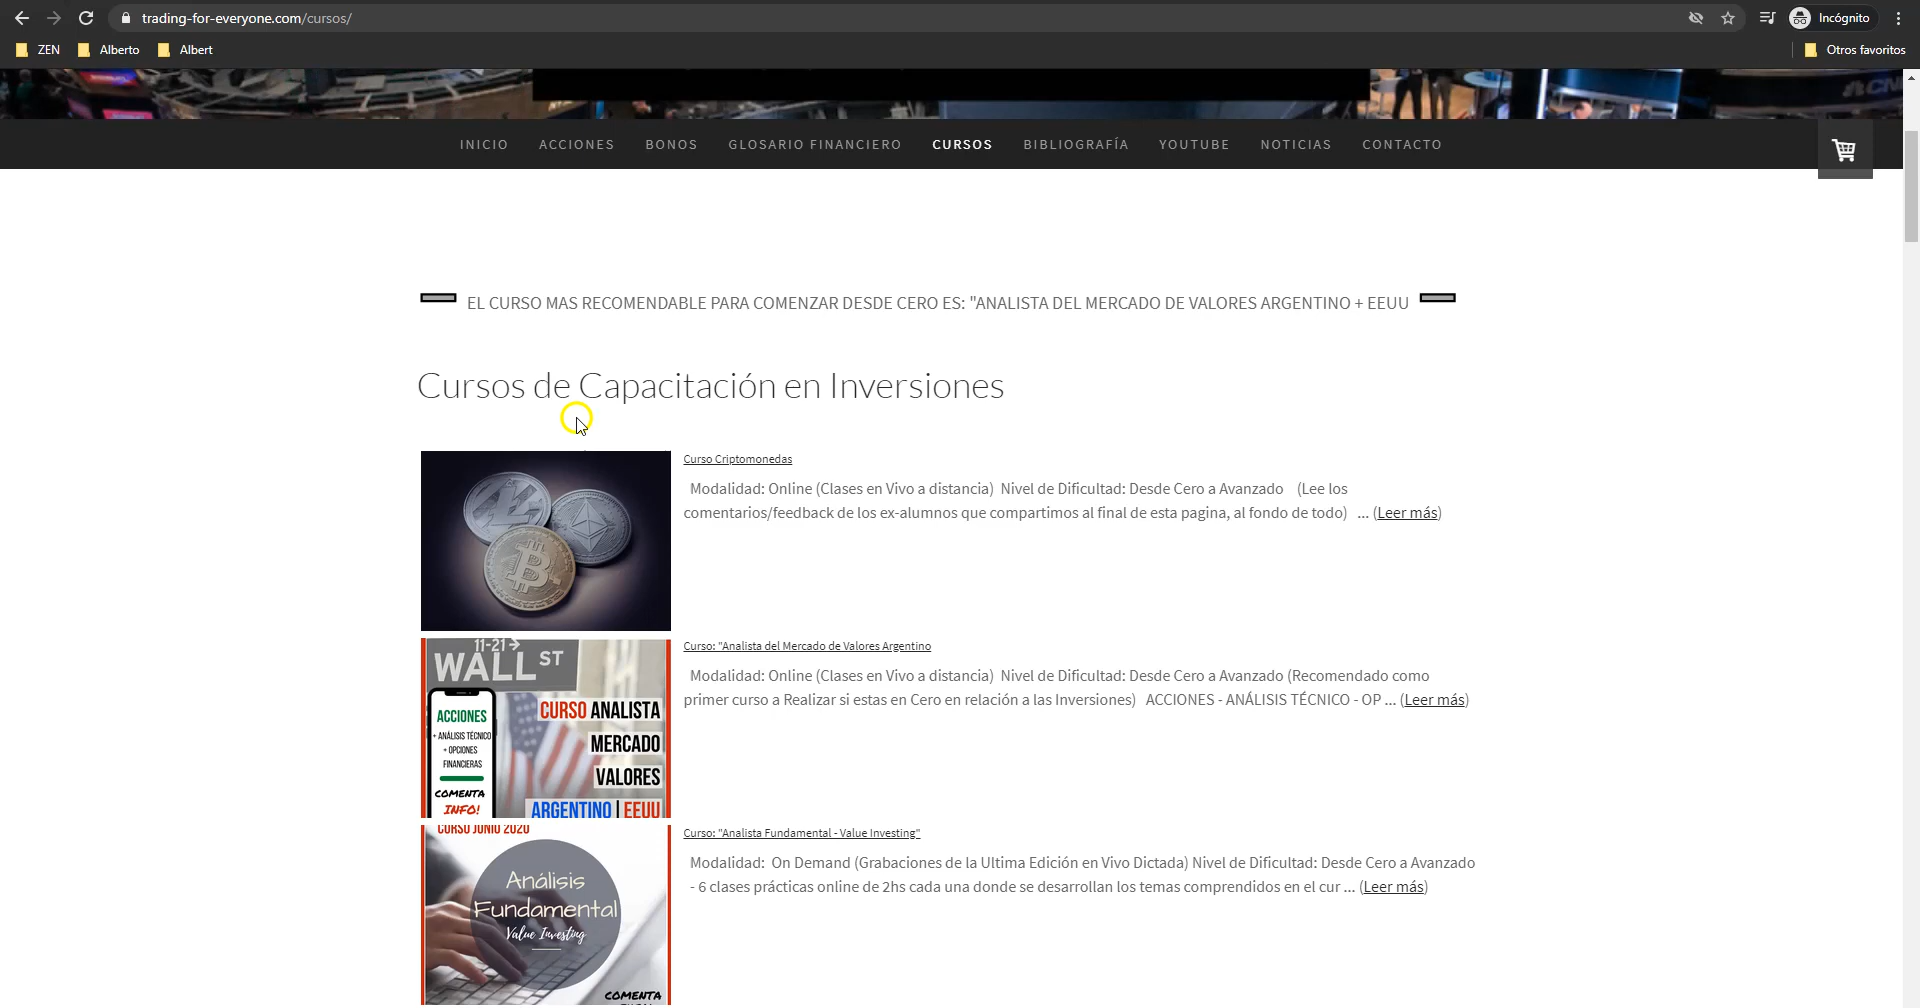 trading-for-everyone.com/cursos/
Incógnito
ZEN
Alberto
Albert
Otros favoritos
CNBC
INICIO ACCIONES BONOS GLOSARIO FINANCIERO CURSOS BIBLIOGRAFÍA YOUTUBE NOTICIAS CONTACTO
EL CURSO MAS RECOMENDABLE PARA COMENZAR DESDE CERO ES: "ANALISTA DEL MERCADO DE VALORES ARGENTINO + EEUU
Cursos de Capacitación en Inversiones
Curso Criptomonedas
Modalidad: Online (Clases en Vivo a distancia) Nivel de Dificultad: Desde Cero a Avanzado (Lee los
comentarios/feedback de los ex-alumnos que compartimos al final de esta pagina, al fondo de todo) ... (Leer más)
11-21
WALL ST
ACCIONES
+ ANÁLISIS TÉCNICO
+ OPCIONES
FINANCIERAS
COMENTA
INFO!
CURSO ANALISTA
MERCADO
VALORES
ARGENTINO | EEUU
Curso: "Analista del Mercado de Valores Argentino
Modalidad: Online (Clases en Vivo a distancia) Nivel de Dificultad: Desde Cero a Avanzado (Recomendado como
primer curso a Realizar si estas en Cero en relación a las Inversiones) ACCIONES - ANÁLISIS TÉCNICO - OP ... (Leer más)
CURSO JUNIO 2020
Análisis
Fundamental
Value Investing
COMENTA
Curso: "Analista Fundamental - Value Investing"
Modalidad: On Demand (Grabaciones de la Ultima Edición en Vivo Dictada) Nivel de Dificultad: Desde Cero a Avanzado
- 6 clases prácticas online de 2hs cada una donde se desarrollan los temas comprendidos en el cur ... (Leer más)